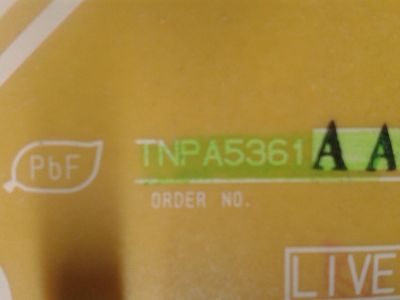 PbF
TNPA5361 A A
ORDER NO.
LIVE